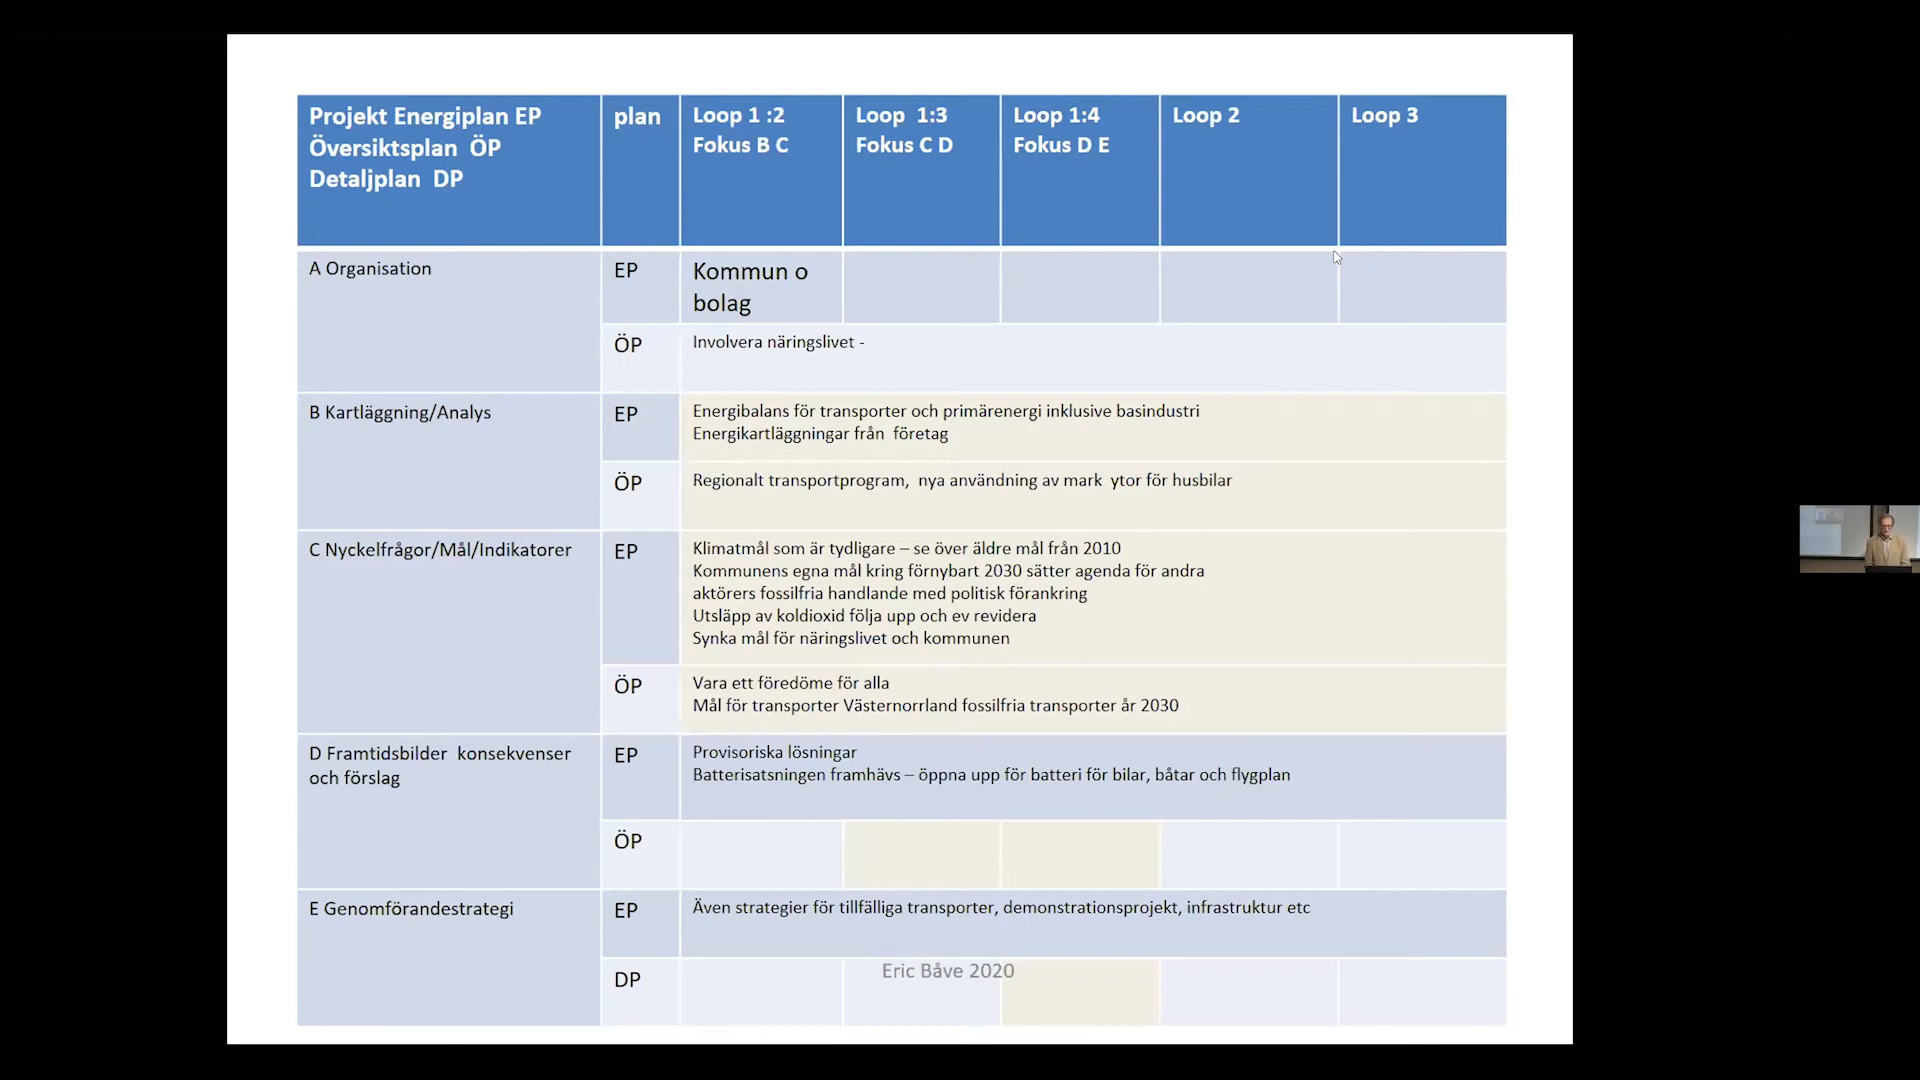 Projekt Energiplan EP
Översiktsplan ÖP
Detaljplan DP
plan
Loop 1 :2
Fokus B C
Loop 1:3
Fokus C D
Loop 1:4
Fokus D E
Loop 2
Loop 3
A Organisation
EP
Kommun o
bolag
ÖP
Involvera näringslivet -
B Kartläggning/Analys
EP
Energibalans för transporter och primärenergi inklusive basindustri
Energikartläggningar från företag
ÖP
Regionalt transportprogram, nya användning av mark ytor för husbilar
C Nyckelfrågor/Mål/Indikatorer
EP
Klimatmål som är tydligare – se över äldre mål från 2010
Kommunens egna mål kring förnybart 2030 sätter agenda för andra
aktörers fossilfria handlande med politisk förankring
Utsläpp av koldioxid följa upp och ev revidera
Synka mål för näringslivet och kommunen
ÖP
Vara ett föredöme för alla
Mål för transporter Västernorrland fossilfria transporter år 2030
D Framtidsbilder konsekvenser
och förslag
EP
Provisoriska lösningar
Batterisatsningen framhävs – öppna upp för batteri för bilar, båtar och flygplan
ÖP
E Genomförandestrategi
EP
Även strategier för tillfälliga transporter, demonstrationsprojekt, infrastruktur etc
DP
Eric Båve 2020